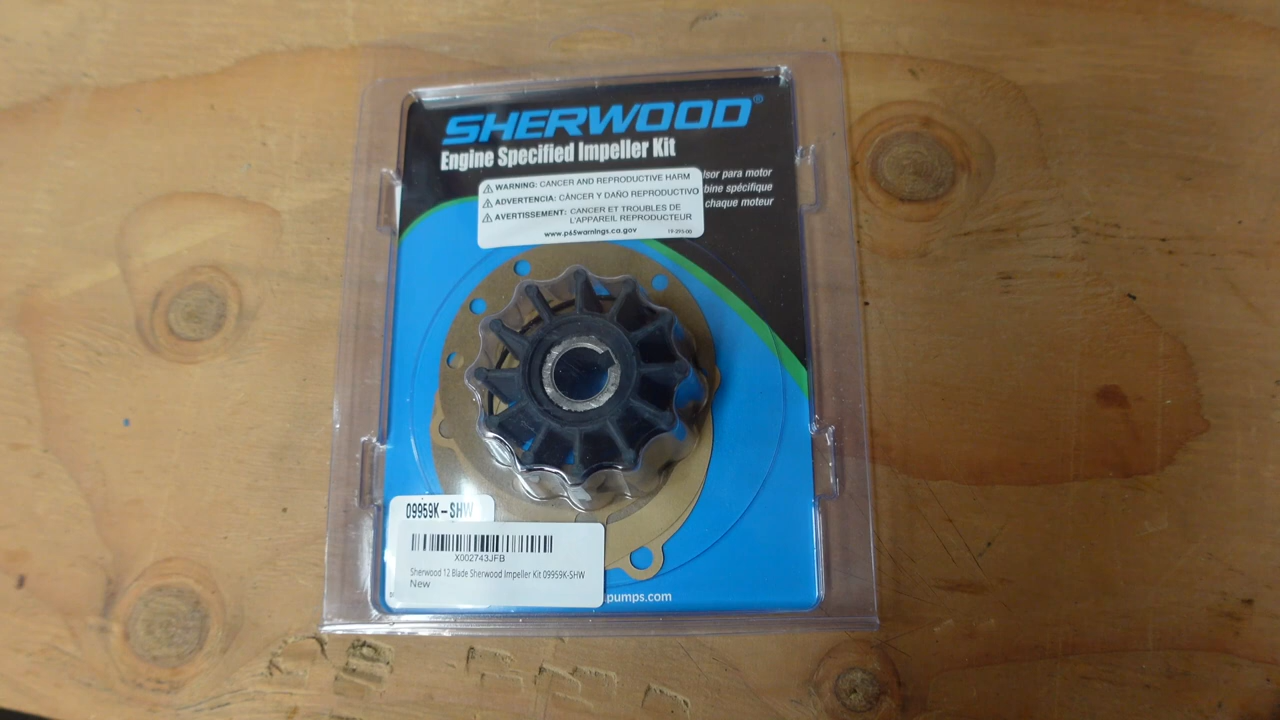 SHERWOOD®
Engine Specified Impeller Kit
lsor para motor
bine spécifique
chaque moteur
WARNING: CANCER AND REPRODUCTIVE HARM
ADVERTENCIA: CÁNCER Y DAÑO REPRODUCTIVO
AVERTISSEMENT: CANCER ET TROUBLES DE
L'APPAREIL REPRODUCTEUR
www.p65warnings.ca.gov
09959K-SHW
X002743JFB
Sherwood 12 Blade Sherwood Impeller Kit 09959K-SHW
New
pumps.com